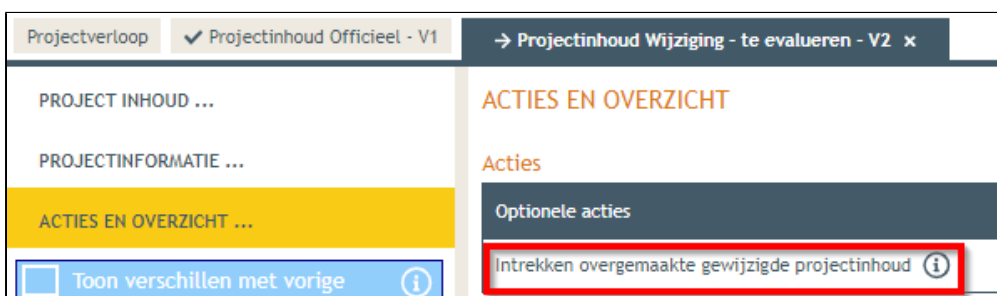 Projectverloop
✓ Projectinhoud Officieel - V1
→ Projectinhoud Wijziging - te evalueren - V2 x
PROJECT INHOUD ...
PROJECTINFORMATIE ...
ACTIES EN OVERZICHT ...
Toon verschillen met vorige
ACTIES EN OVERZICHT
Acties
Optionele acties
Intrekken overgemaakte gewijzigde projectinhoud